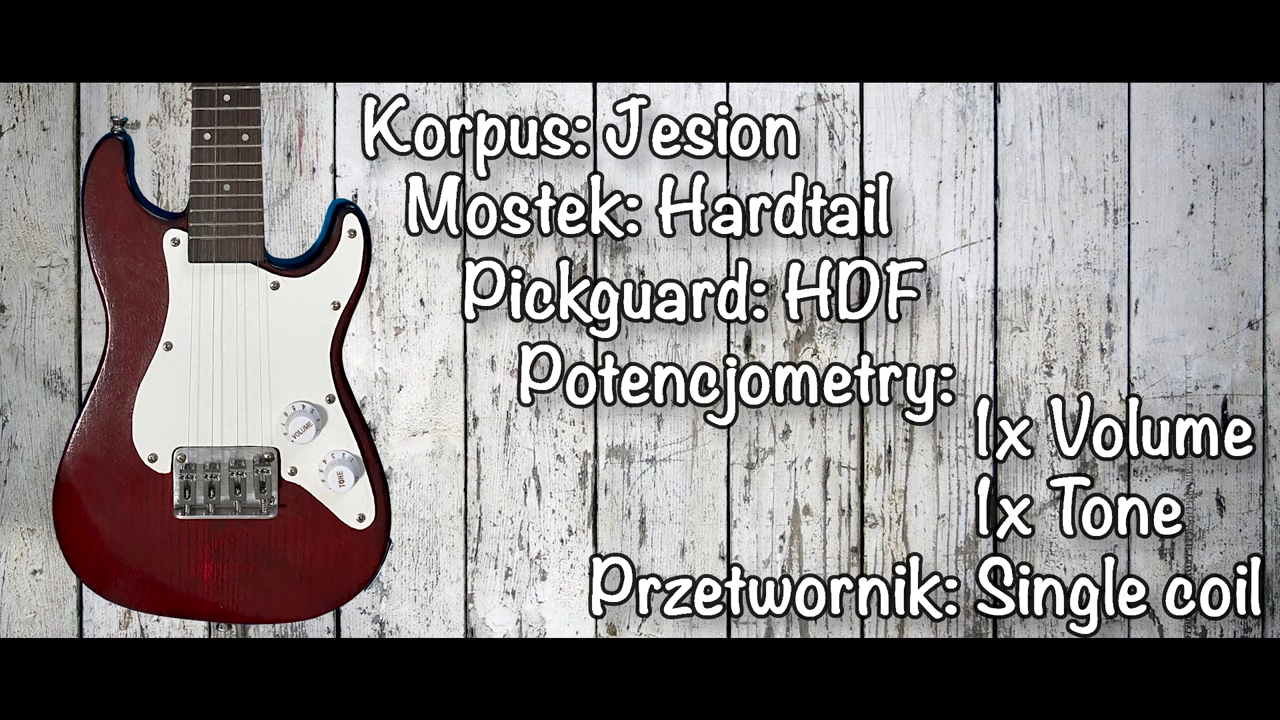 Korpus: Jesion
Mostek: Hardtail
Pickguard: HDF
Potencjometry:
1x Volume
1x Tone
Przetwornik: Single coil
VOLUME
TONE